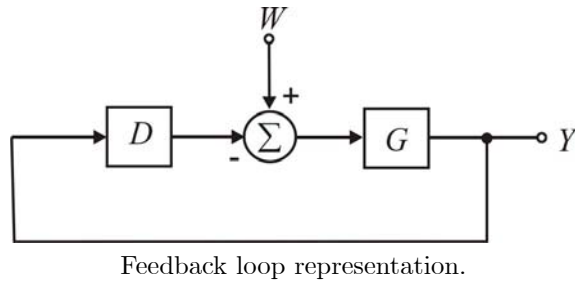 W
+
D
-
Σ
G
Y
Feedback loop representation.